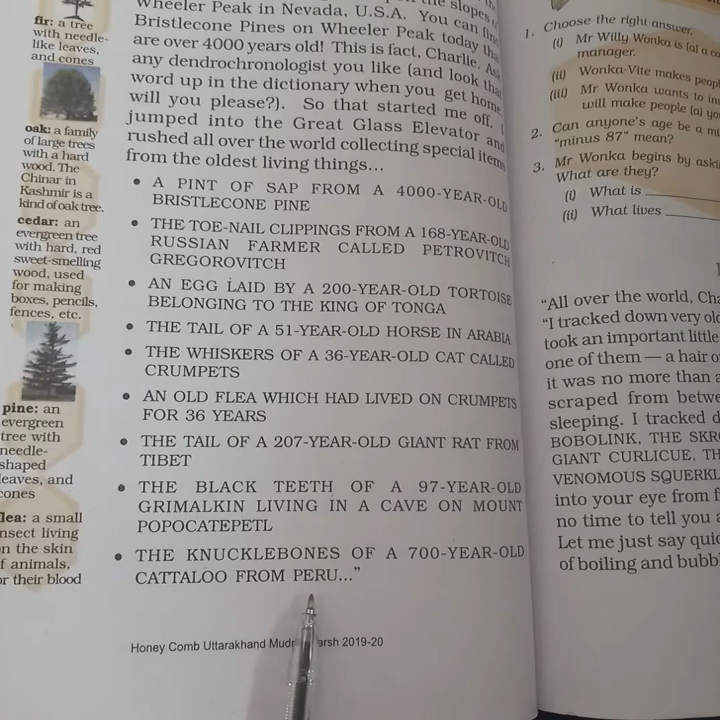 fir: a tree
with needle-
like leaves,
and cones
oak: a family
of large trees
with a hard
wood. The
Chinar in
Kashmir is a
kind of oak tree.
cedar: an
evergreen tree
with hard, red
sweet-smelling
wood, used
for making
boxes, pencils,
fences, etc.
pine: an
evergreen
tree with
needle-
shaped
leaves, and
cones
flea: a small
insect living
on the skin
of animals,
or their blood
the slopes
Wheeler Peak in Nevada, U.S.A. You can
Bristlecone Pines on Wheeler Peak today
are over 4000 years old! This is fact, Charlie. Ask
any dendrochronologist you like (and look that
word up in the dictionary when you get home,
will you please?). So that started me off. I
jumped into the Great Glass Elevator and
rushed all over the world collecting special items
from the oldest living things...
• A PINT OF SAP FROM A 4000-YEAR-OLD
BRISTLECONE PINE
• THE TOE-NAIL CLIPPINGS FROM A 168-YEAR-OLD
RUSSIAN FARMER CALLED PETROVITCH
GREGOROVITCH
• AN EGG LAID BY A 200-YEAR-OLD TORTOISE
BELONGING TO THE KING OF TONGA
• THE TAIL OF A 51-YEAR-OLD HORSE IN ARABIA
• THE WHISKERS OF A 36-YEAR-OLD CAT CALLED
CRUMPETS
• AN OLD FLEA WHICH HAD LIVED ON CRUMPETS
FOR 36 YEARS
• THE TAIL OF A 207-YEAR-OLD GIANT RAT FROM
TIBET
• THE BLACK TEETH OF A 97-YEAR-OLD
GRIMALKIN LIVING IN A CAVE ON MOUNT
POPOCATEPETL
• THE KNUCKLEBONES OF A 700-YEAR-OLD
CATTALOO FROM PERU..."
Honey Comb Uttarakhand 2019-20
1. Choose the right answer.
(i) Mr Willy Wonka is (a) a
manager.
(ii) Wonka-Vite makes
(iii) Mr Wonka wants to
will make people (a)
2. Can anyone's age be a
"minus 87" mean?
3. Mr Wonka begins by
What are they?
(i) What is
(ii) What lives
"All over the world,
"I tracked down very
took an important little
one of them — a hair
it was no more than
scraped from
sleeping. I tracked
BOBOLINK, THE
GIANT CURLICUE,
VENOMOUS
into your eye from
no time to tell you
Let me just say
of boiling and